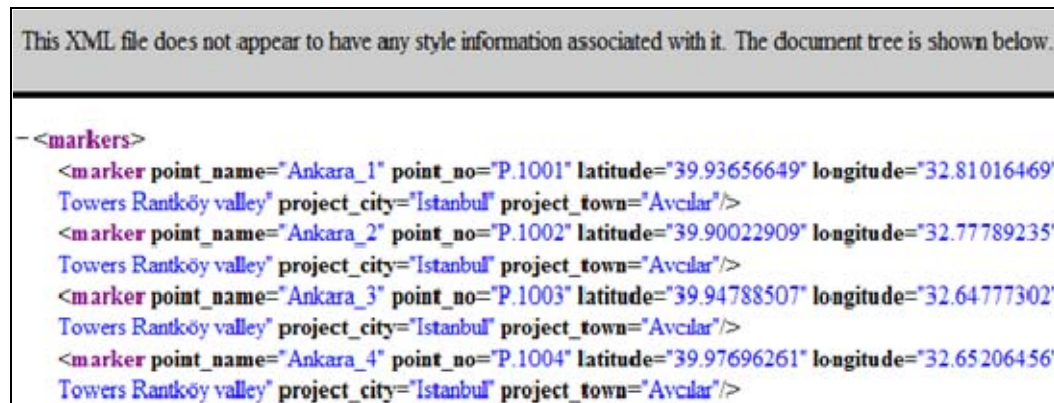 This XML file does not appear to have any style information associated with it. The document tree is shown below.
- <markers>
<marker point_name="Ankara_1" point_no="P.1001" latitude="39.93656649" longitude="32.81016469"
Towers Rantköy valley" project_city="Istanbul" project_town="Avcılar"/>
<marker point_name="Ankara_2" point_no="P.1002" latitude="39.90022909" longitude="32.77789235"
Towers Rantköy valley" project_city="Istanbul" project_town="Avcılar"/>
<marker point_name="Ankara_3" point_no="P.1003" latitude="39.94788507" longitude="32.64777302"
Towers Rantköy valley" project_city="Istanbul" project_town="Avcılar"/>
<marker point_name="Ankara_4" point_no="P.1004" latitude="39.97696261" longitude="32.65206456"
Towers Rantköy valley" project_city="Istanbul" project_town="Avcılar"/>